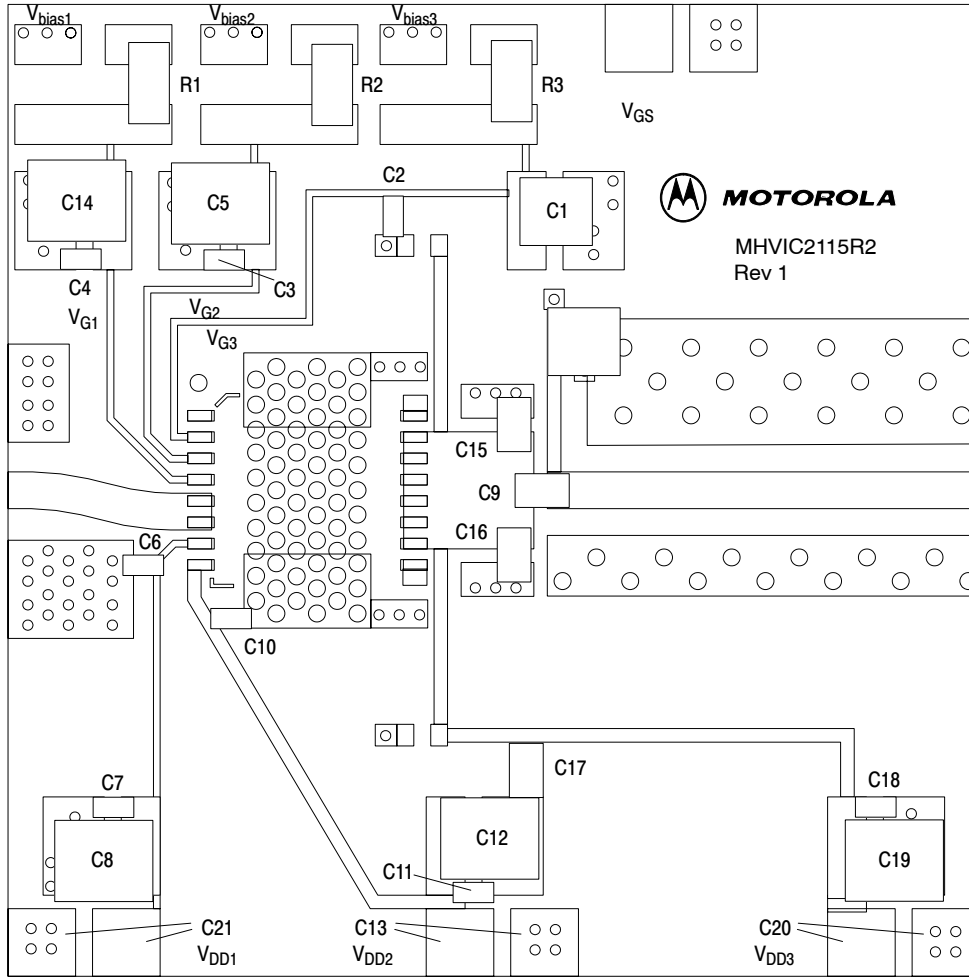 Vbias1 Vbias2 Vbias3
R1 R2 R3
VGS
C14 C5 C2 C1
MOTOROLA
MHVIC2115R2
Rev 1
C4 C3
VG1 VG2
VG3
C15
C9
C16
C6
C10
C17
C7 C18
C8 C12 C19
C11
C21 C13 C20
VDD1 VDD2 VDD3